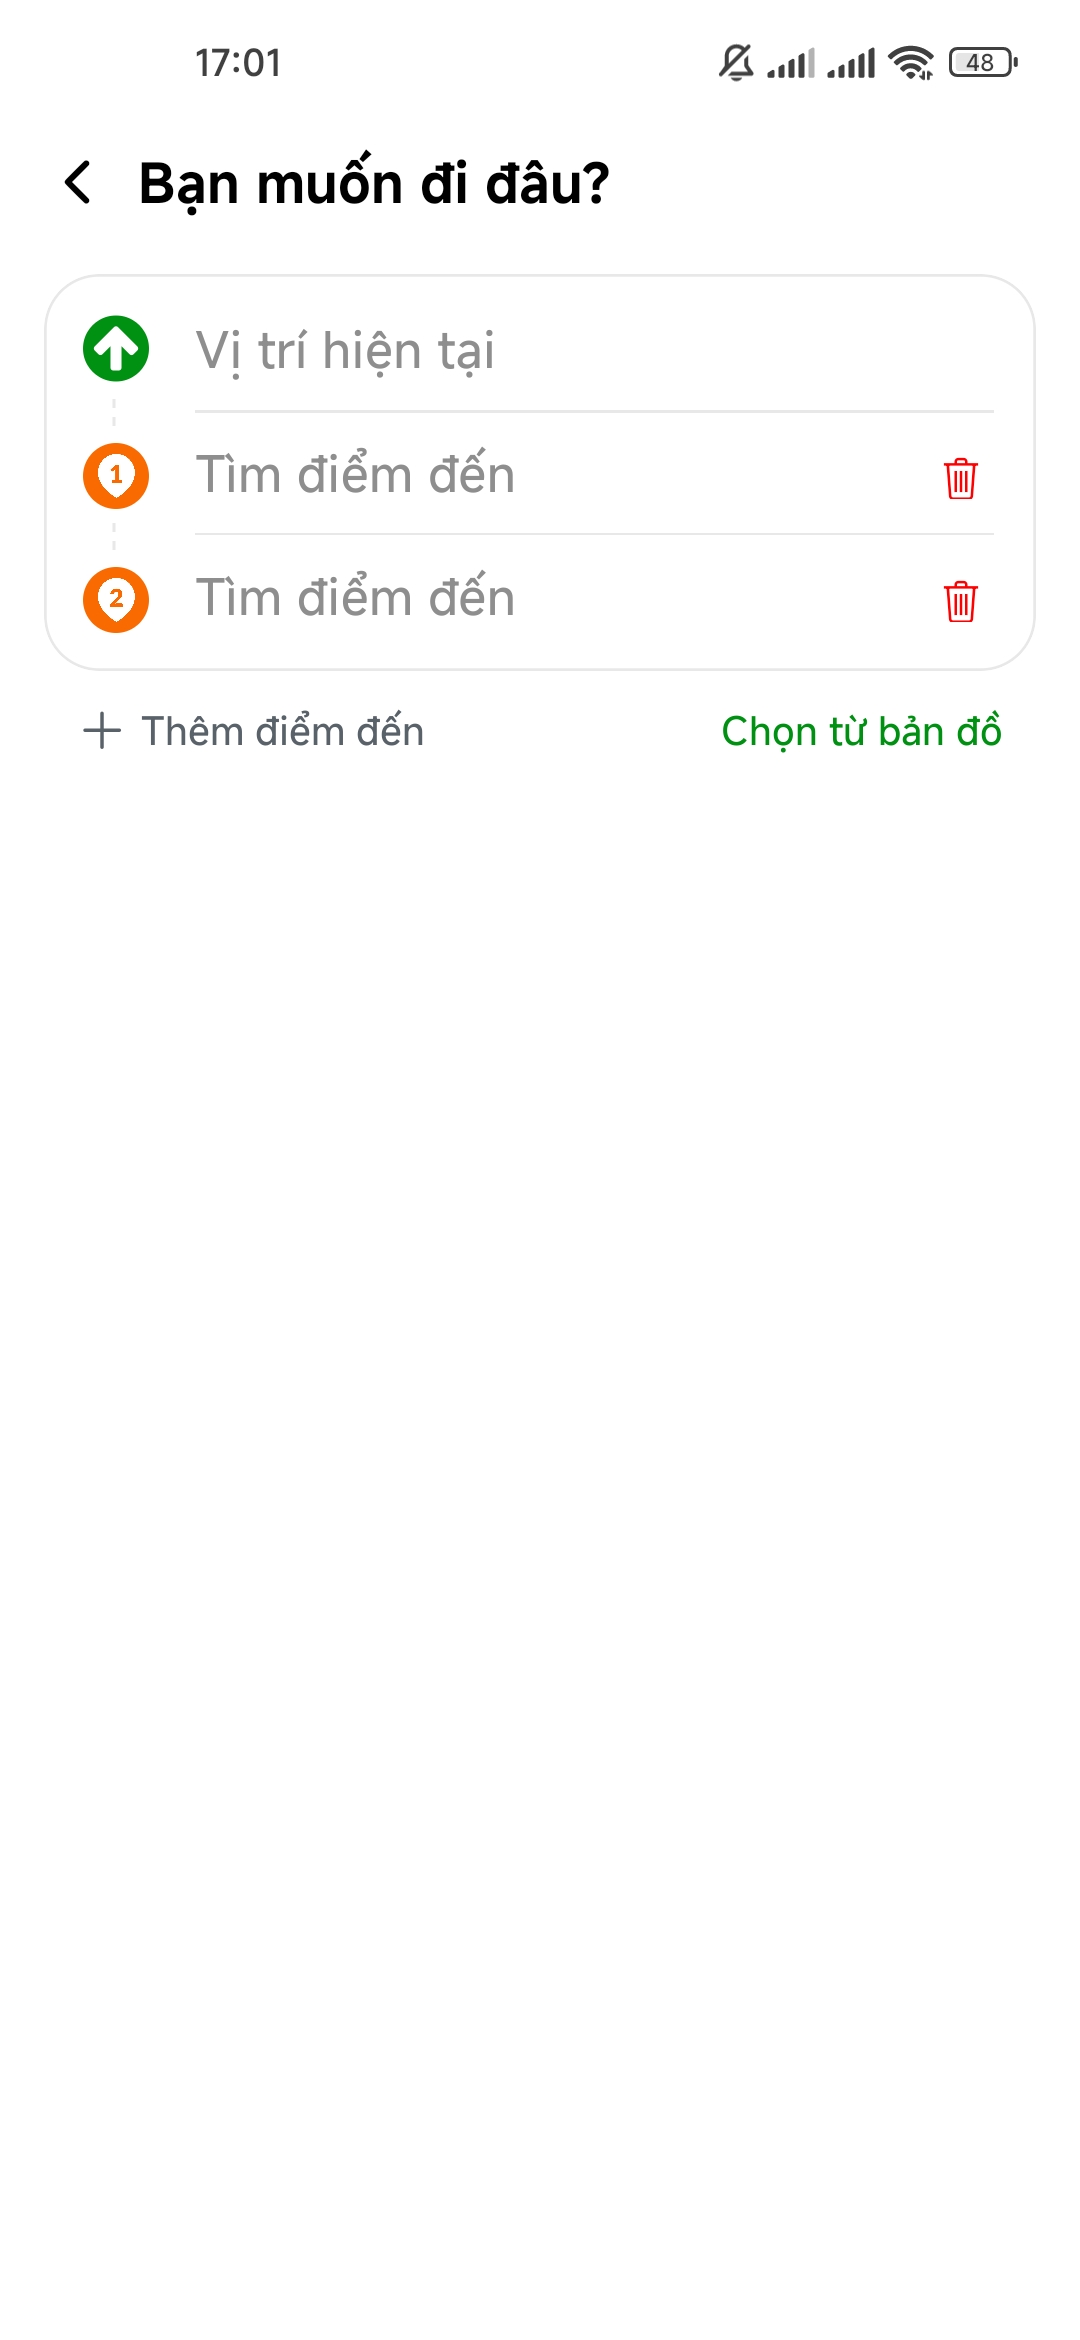 17:01
48
Bạn muốn đi đâu?
Vị trí hiện tại
1
Tìm điểm đến
2
Tìm điểm đến
Thêm điểm đến
Chọn từ bản đồ